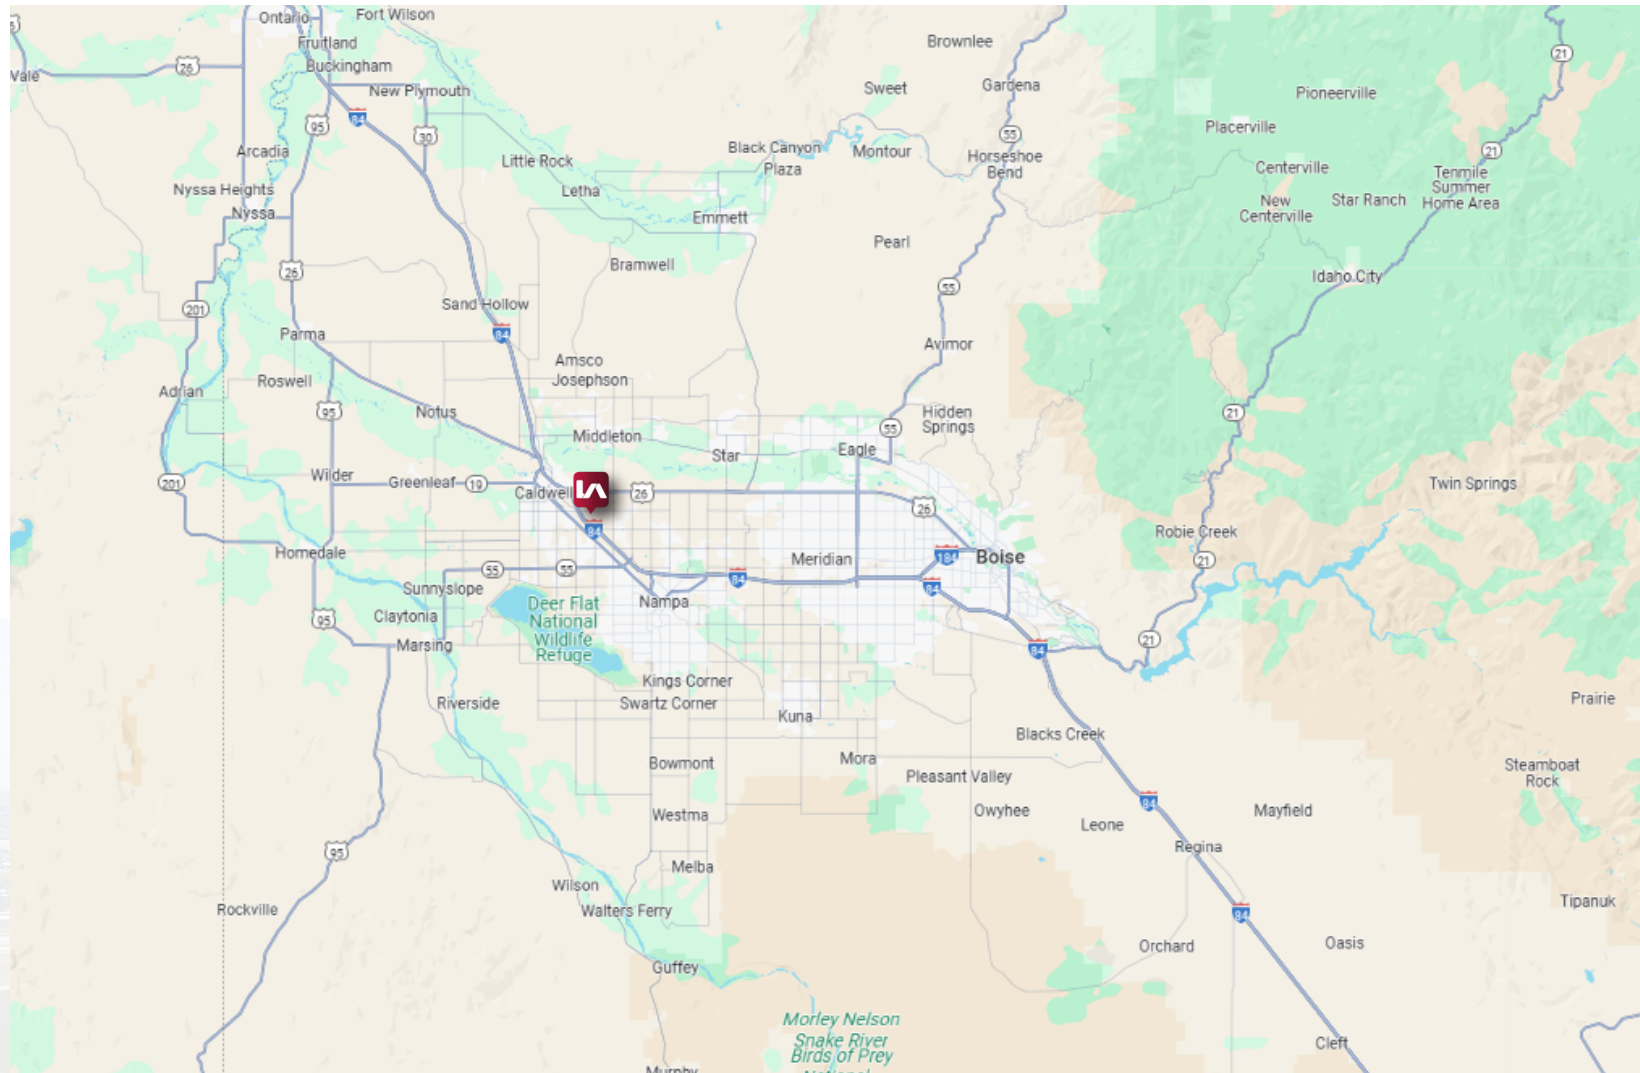 Ontario
Fort Wilson
Fruitland
Brownlee
21
Buckingham
26
Vale
Gardena
Sweet
New Plymouth
Pioneerville
84
95
30
55
Placerville
Arcadia
Black Canyon
Plaza
Montour
Horseshoe
Bend
21
Little Rock
Centerville
Tenmile
Summer
Home Area
Nyssa Heights
Letha
New
Centerville
Star Ranch
Nyssa
Emmett
Pearl
26
Bramwell
Idaho City
55
201
Sand Hollow
84
Parma
Avimor
Amsco
Josephson
Roswell
Adrian
95
Notus
Hidden
Springs
21
55
Middleton
Star
Eagle
201
Wilder
Greenleaf
19
Caldwell
26
Twin Springs
26
84
Robie Creek
Homedale
Meridian
184
Boise
21
55
55
84
84
Sunnyslope
Nampa
Deer Flat
National
Wildlife
Refuge
95
Claytonia
Marsing
84
21
Kings Corner
Riverside
Swartz Corner
Kuna
Prairie
Blacks Creek
Bowmont
Mora
Pleasant Valley
Steamboat
Rock
84
Westma
Owyhee
Leone
Mayfield
95
Regina
Melba
Wilson
Tipanuk
Rockville
Walters Ferry
84
Orchard
Oasis
Guffey
Morley Nelson
Snake River
Birds of Prey
Cleft